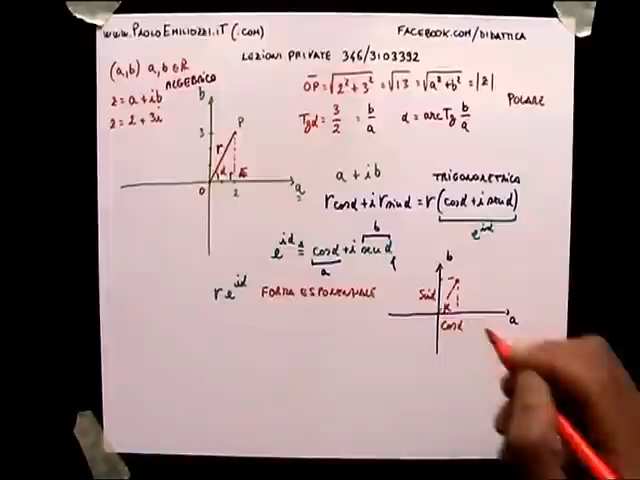 www.PaoloEmiliozzi.it (.com)
facebook.com/didattica
Lezioni private 346/3103392
(a,b) a,b ∈ R
Algebrico
z = a + ib
z = 2 + 3i
OP = √(2² + 3²) = √13 = √(a² + b²) = |z|
Polare
Tgα = 3/2 = b/a α = arcTg b/a
b
3
P
r
α
0
2
a
a + ib
Trigonometrica
r cosα + i r sinα = r (cosα + i sinα)
e^iα
b
e^iα ≜ cosα + i sin α
a
r e^iα Forma esponenziale
b
Sinα
α
Cosα
a